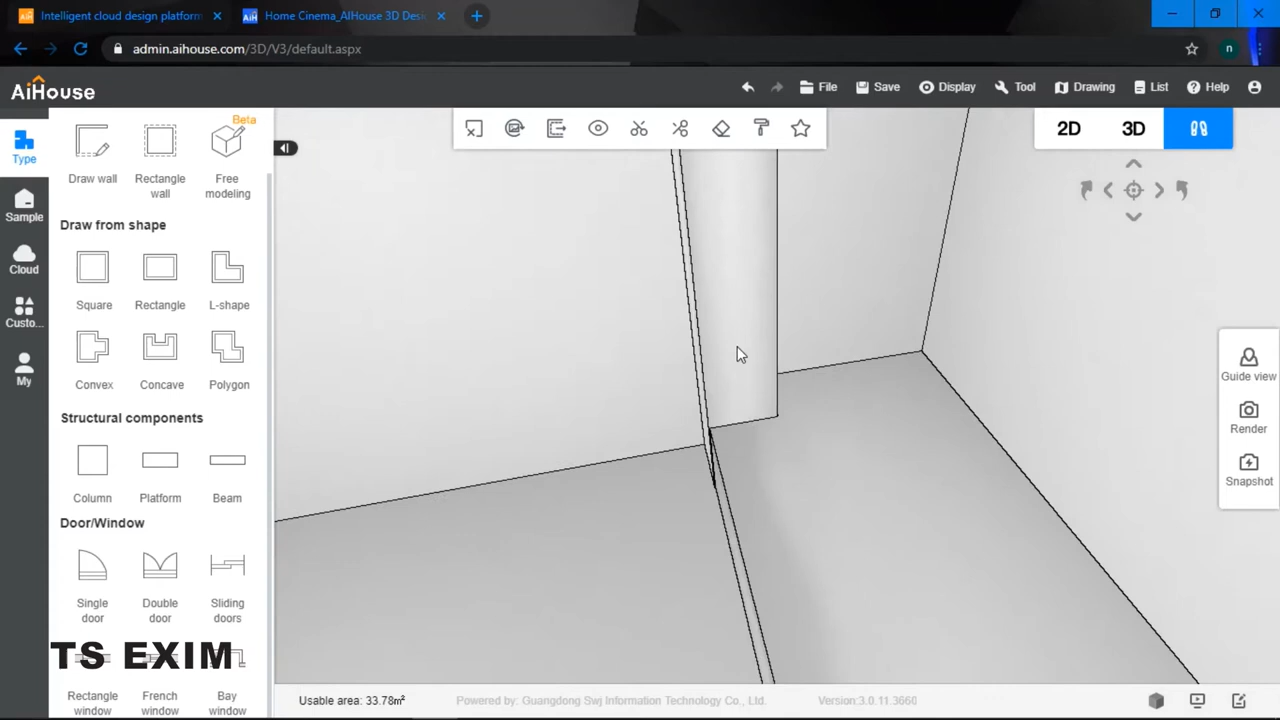 Intelligent cloud design platform
Home Cinema_AIHouse 3D Desi
admin.aihouse.com/3D/V3/default.aspx
n
AiHouse
File
Save
Display
Tool
Drawing
List
Help
Type
Sample
Cloud
Custo...
My
Beta
Draw wall
Rectangle wall
Free modeling
Draw from shape
Square
Rectangle
L-shape
Convex
Concave
Polygon
Structural components
Column
Platform
Beam
Door/Window
Single door
Double door
Sliding doors
TS EXIM
Rectangle window
French window
Bay window
2D
3D
Guide view
Render
Snapshot
Usable area: 33.78m²
Powered by: Guangdong Swj Information Technology Co., Ltd.
Version:3.0.11.3660